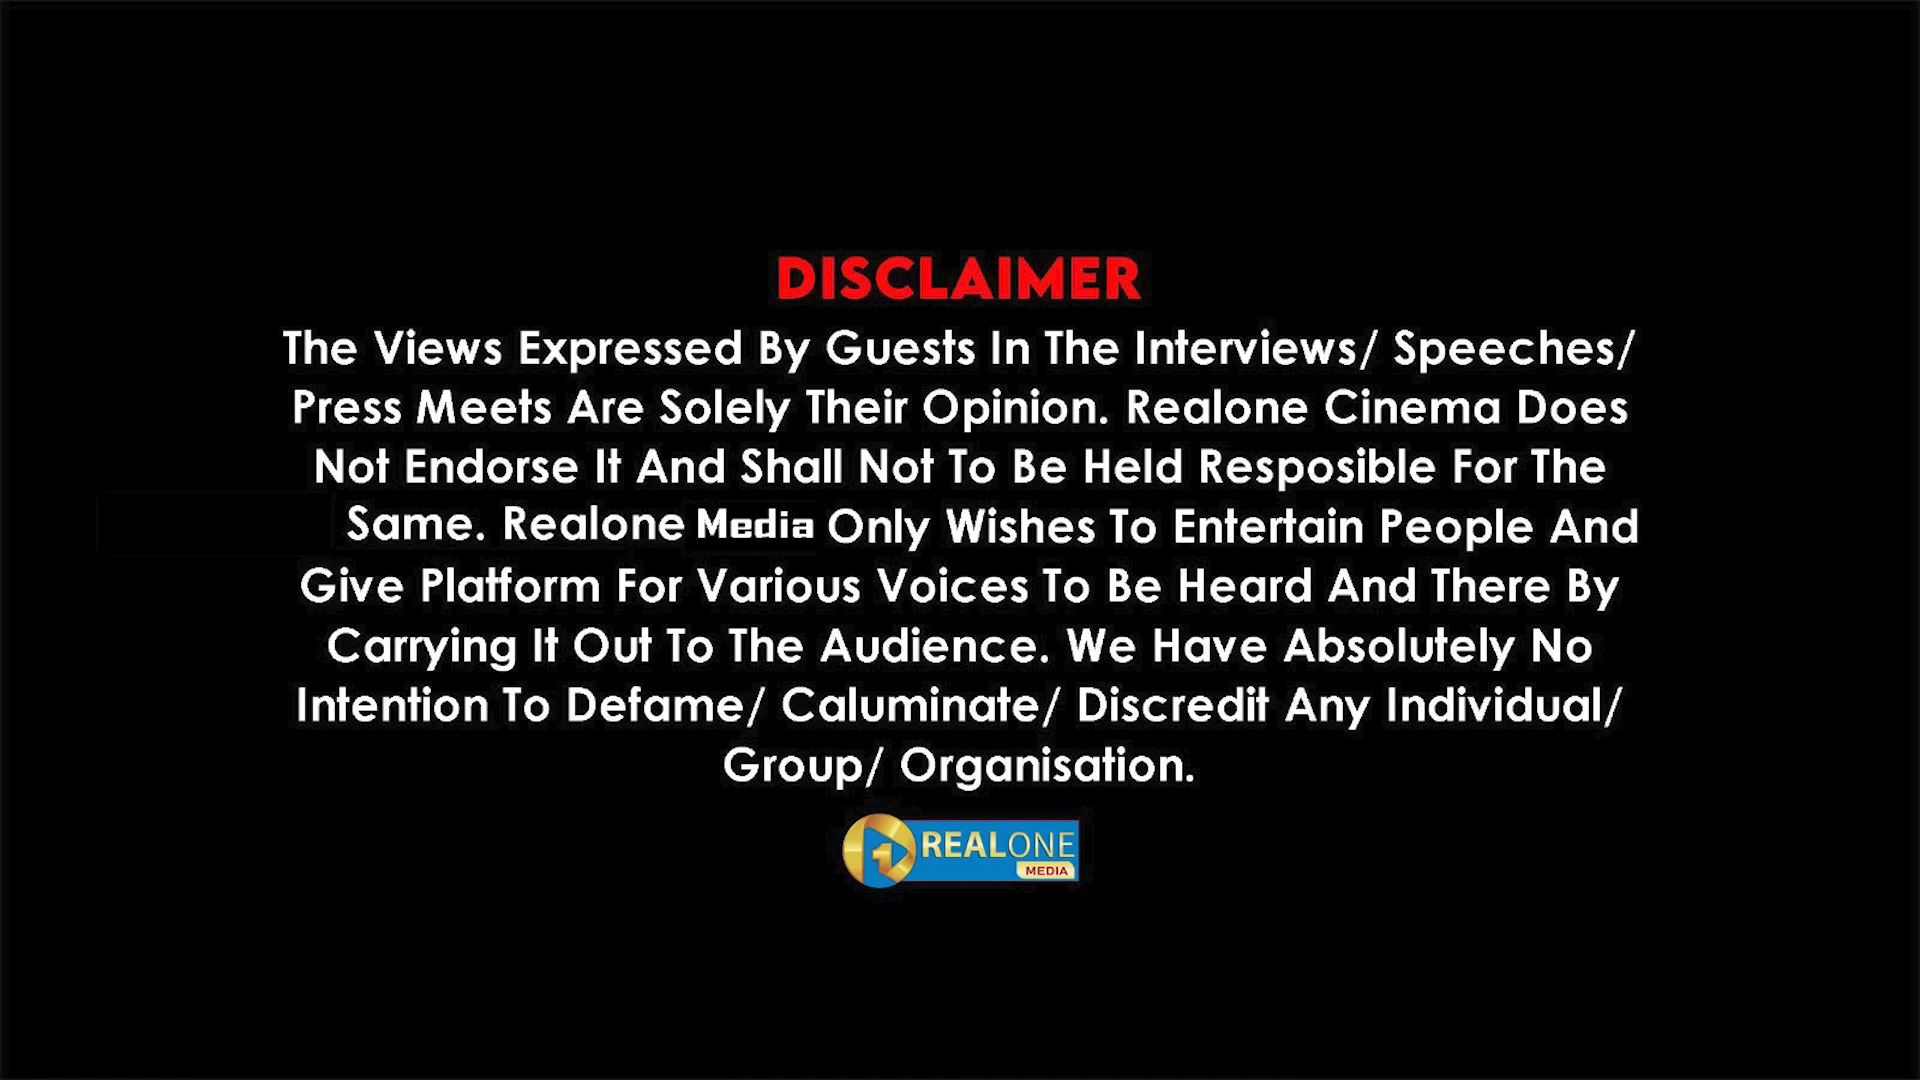 DISCLAIMER
The Views Expressed By Guests In The Interviews/ Speeches/
Press Meets Are Solely Their Opinion. Realone Cinema Does
Not Endorse It And Shall Not To Be Held Resposible For The
Same. Realone Media Only Wishes To Entertain People And
Give Platform For Various Voices To Be Heard And There By
Carrying It Out To The Audience. We Have Absolutely No
Intention To Defame/ Caluminate/ Discredit Any Individual/
Group/ Organisation.
1 REALONE
MEDIA